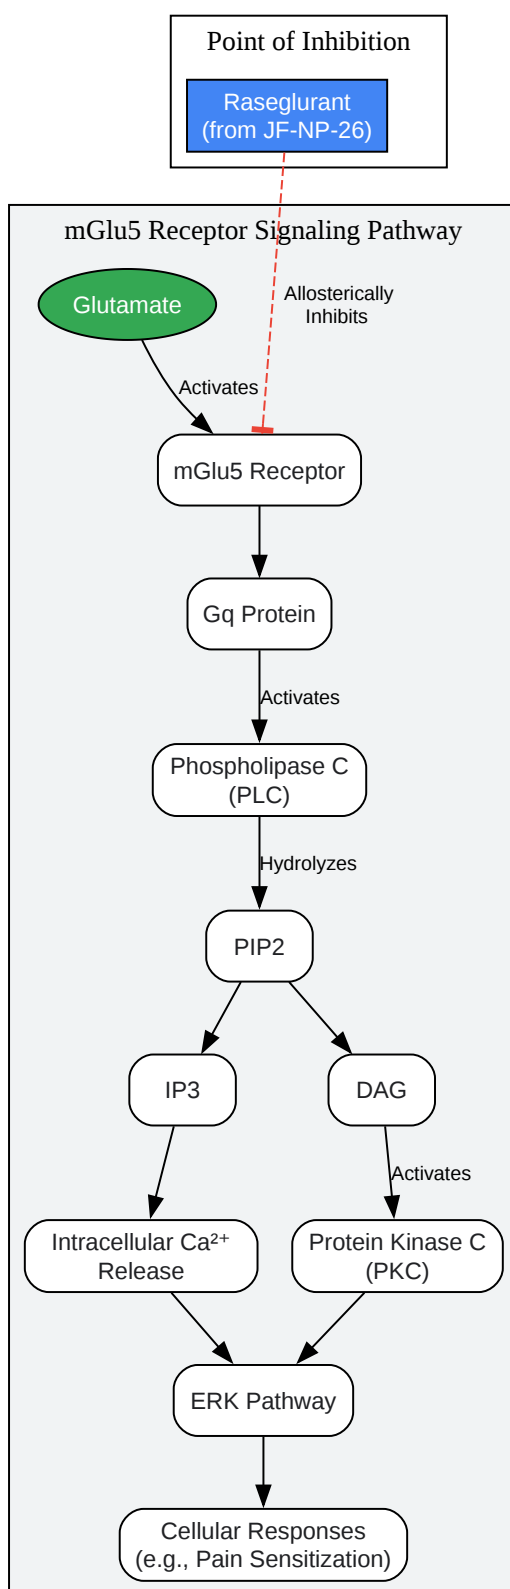 Point of Inhibition
Raseglurant
(from JF-NP-26)
mGlu5 Receptor Signaling Pathway
Glutamate
Allosterically
Inhibits
Activates
mGlu5 Receptor
Gq Protein
Activates
Phospholipase C
(PLC)
Hydrolyzes
PIP2
IP3
DAG
Activates
Intracellular Ca²⁺
Release
Protein Kinase C
(PKC)
ERK Pathway
Cellular Responses
(e.g., Pain Sensitization)